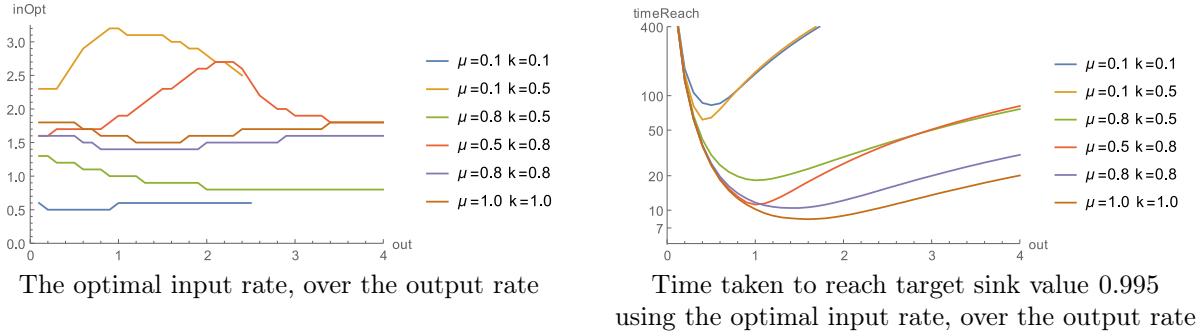 inOpt
3.0
2.5
2.0
1.5
1.0
0.5
0.0
0
1
2
3
4
out
μ=0.1 k=0.1
μ=0.1 k=0.5
μ=0.8 k=0.5
μ=0.5 k=0.8
μ=0.8 k=0.8
μ=1.0 k=1.0
The optimal input rate, over the output rate
timeReach
400
100
50
20
10
7
0
1
2
3
4
out
μ=0.1 k=0.1
μ=0.1 k=0.5
μ=0.8 k=0.5
μ=0.5 k=0.8
μ=0.8 k=0.8
μ=1.0 k=1.0
Time taken to reach target sink value 0.995
using the optimal input rate, over the output rate